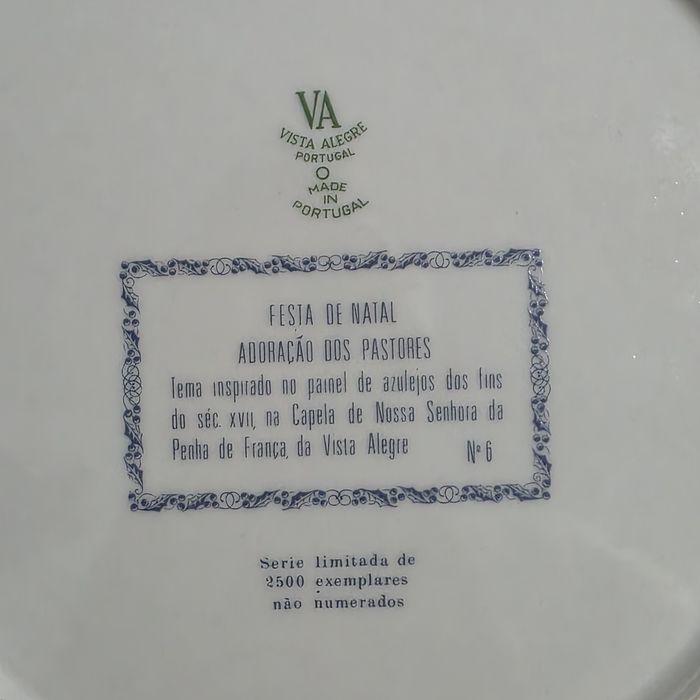 VA
VISTA ALEGRE
PORTUGAL
MADE
IN
PORTUGAL
FESTA DE NATAL
ADORAÇÃO DOS PASTORES
Tema inspirado no painel de azulejos dos fins
do séc. xvii, na Capela de Nossa Senhora da
Penha de França, da Vista Alegre Nº 6
Serie limitada de
2500 exemplares
não numerados